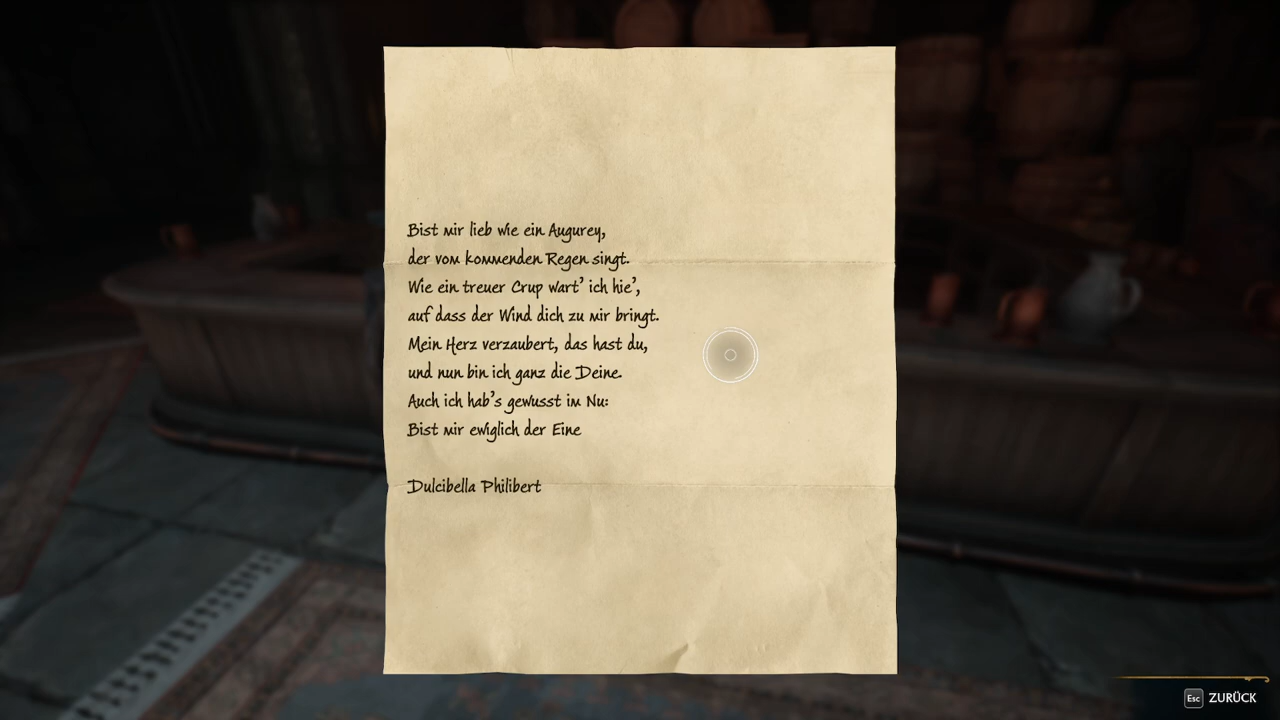 Bist mir lieb wie ein Augurey,
der vom kommenden Regen singt.
Wie ein treuer Crup wart' ich hie',
auf dass der Wind dich zu mir bringt.
Mein Herz verzaubert, das hast du,
und nun bin ich ganz die Deine.
Auch ich hab's gewusst im Nu:
Bist mir ewiglich der Eine
Dulcibella Philibert
Esc ZURÜCK